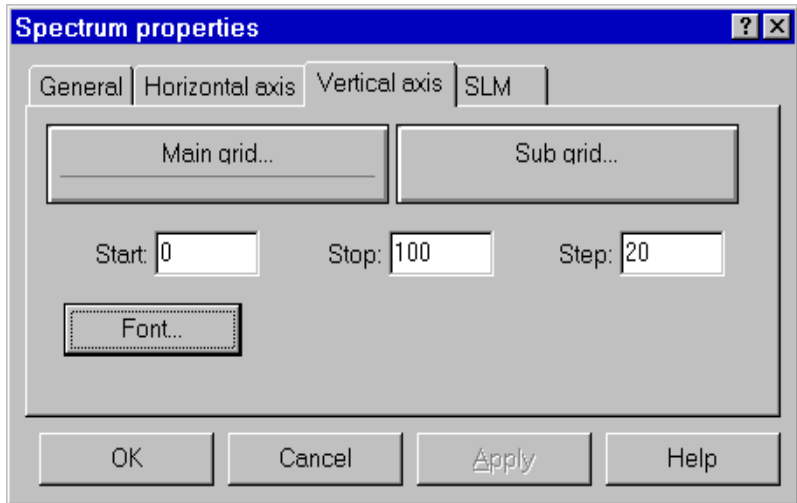 Spectrum properties
General Horizontal axis Vertical axis SLM
Main grid... Sub grid...
Start: 0 Stop: 100 Step: 20
Font...
OK Cancel Apply Help